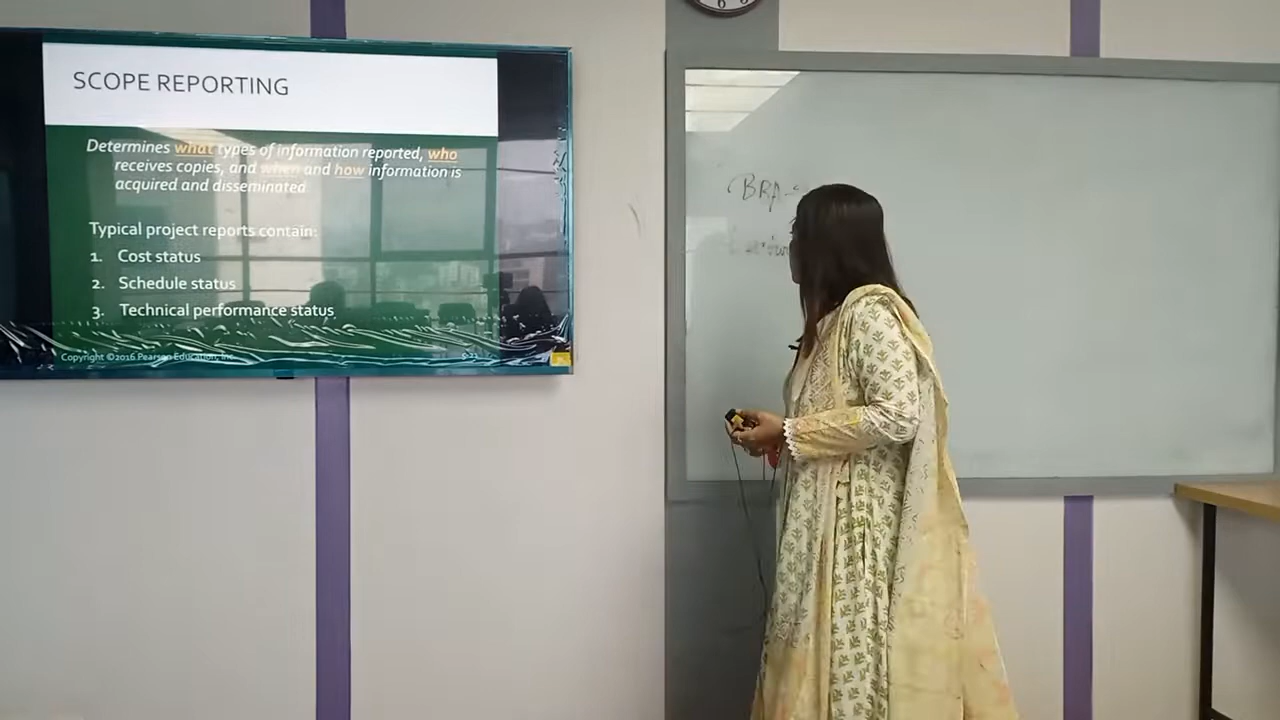 SCOPE REPORTING
Determines what types of information reported, who
receives copies, and when and how information is
acquired and disseminated
Typical project reports contain:
1. Cost status
2. Schedule status
3. Technical performance status
Copyright ©2016 Pearson Education, Inc.
BRA